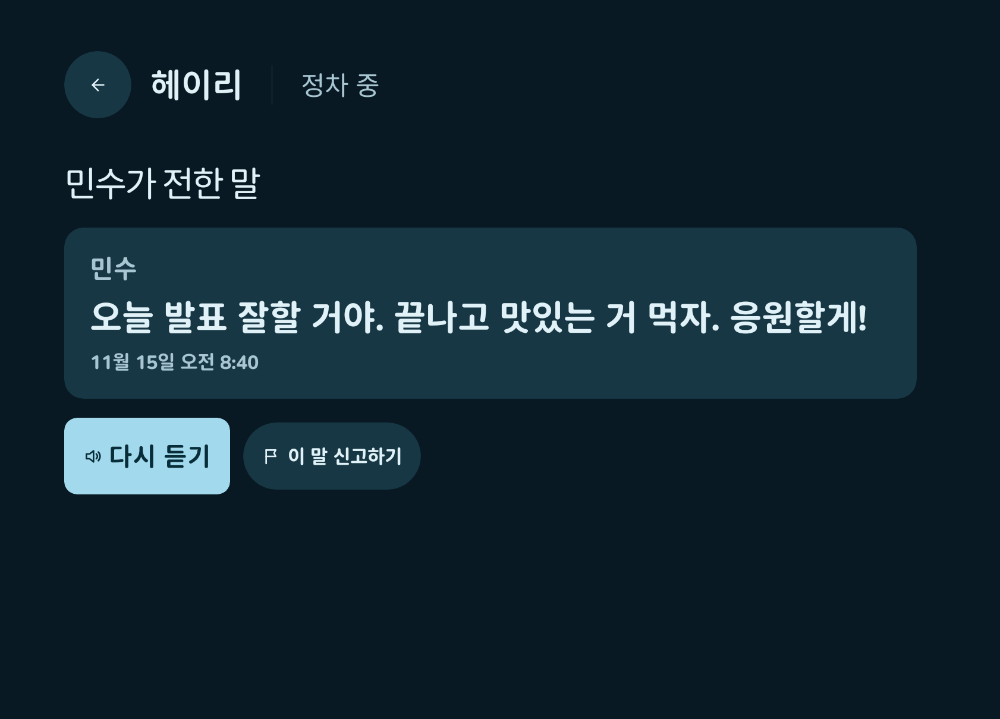 헤이리
정차 중
민수가 전한 말
민수
오늘 발표 잘할 거야. 끝나고 맛있는 거 먹자. 응원할게!
11월 15일 오전 8:40
다시 듣기
이 말 신고하기